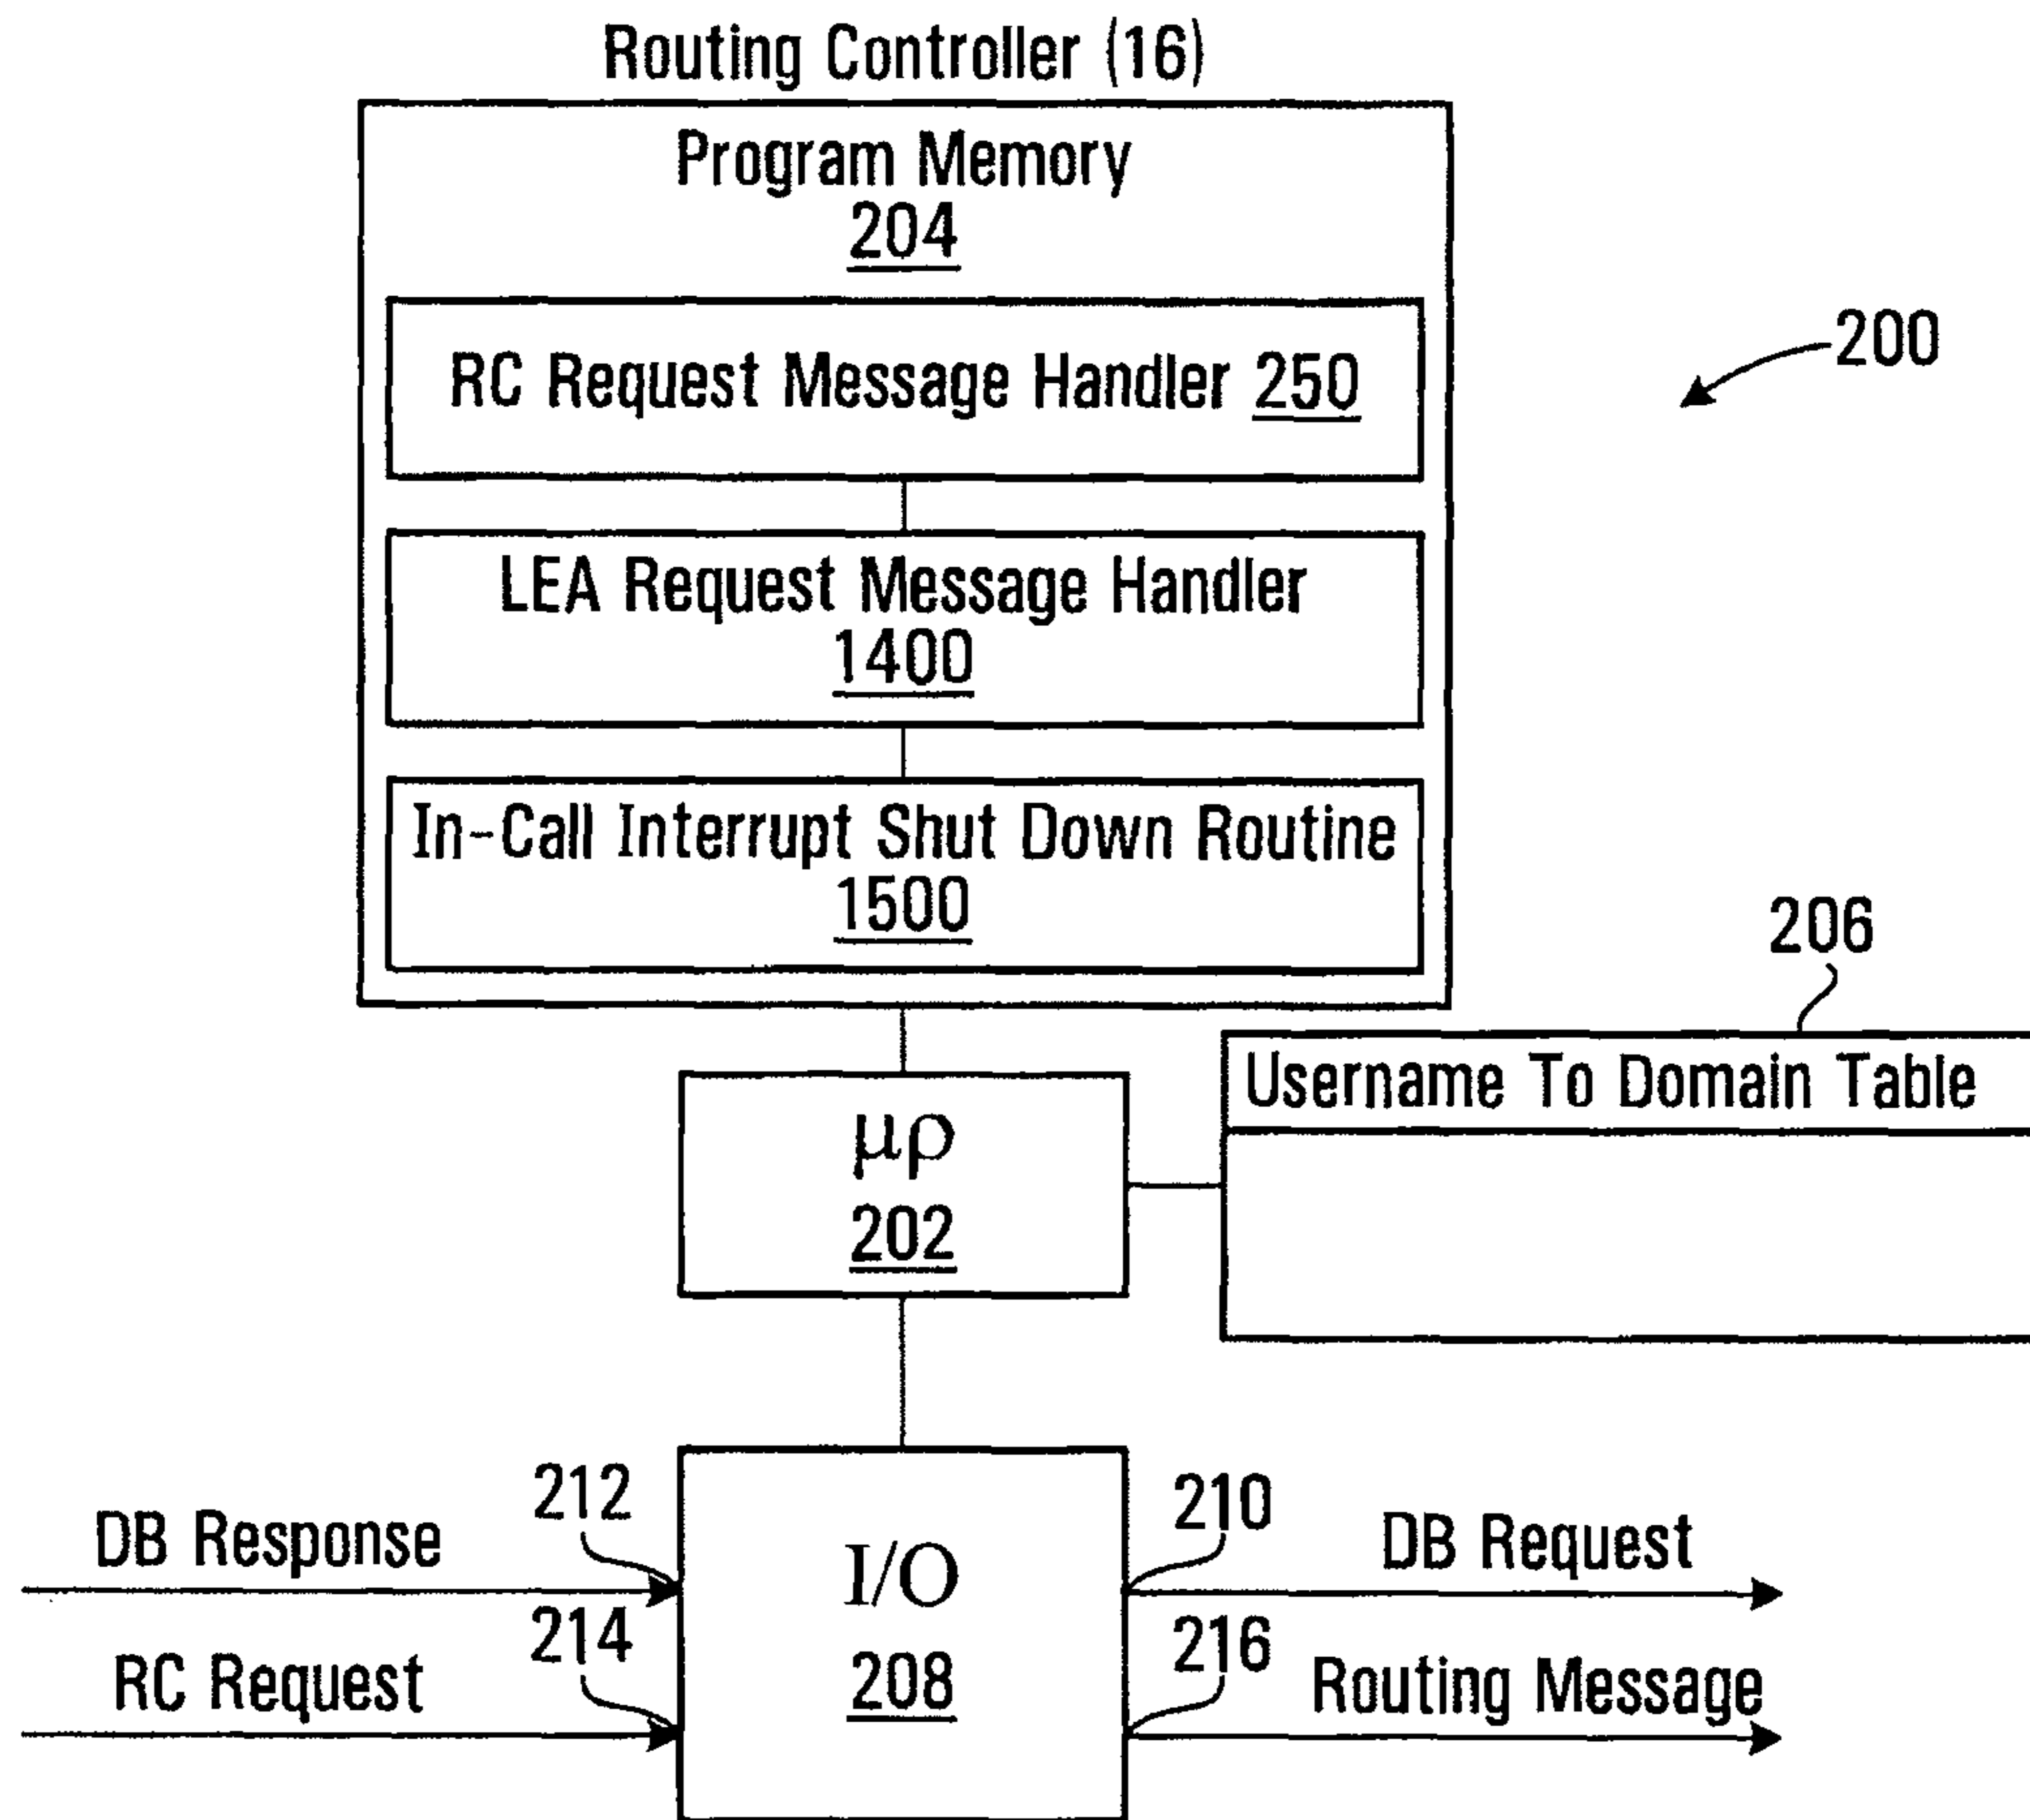 Routing Controller (16)
Program Memory
204
RC Request Message Handler 250
200
LEA Request Message Handler
1400
In-Call Interrupt Shut Down Routine
1500
206
Username To Domain Table
μρ
202
212
210
DB Response
DB Request
I/O
214
216
RC Request
208
Routing Message